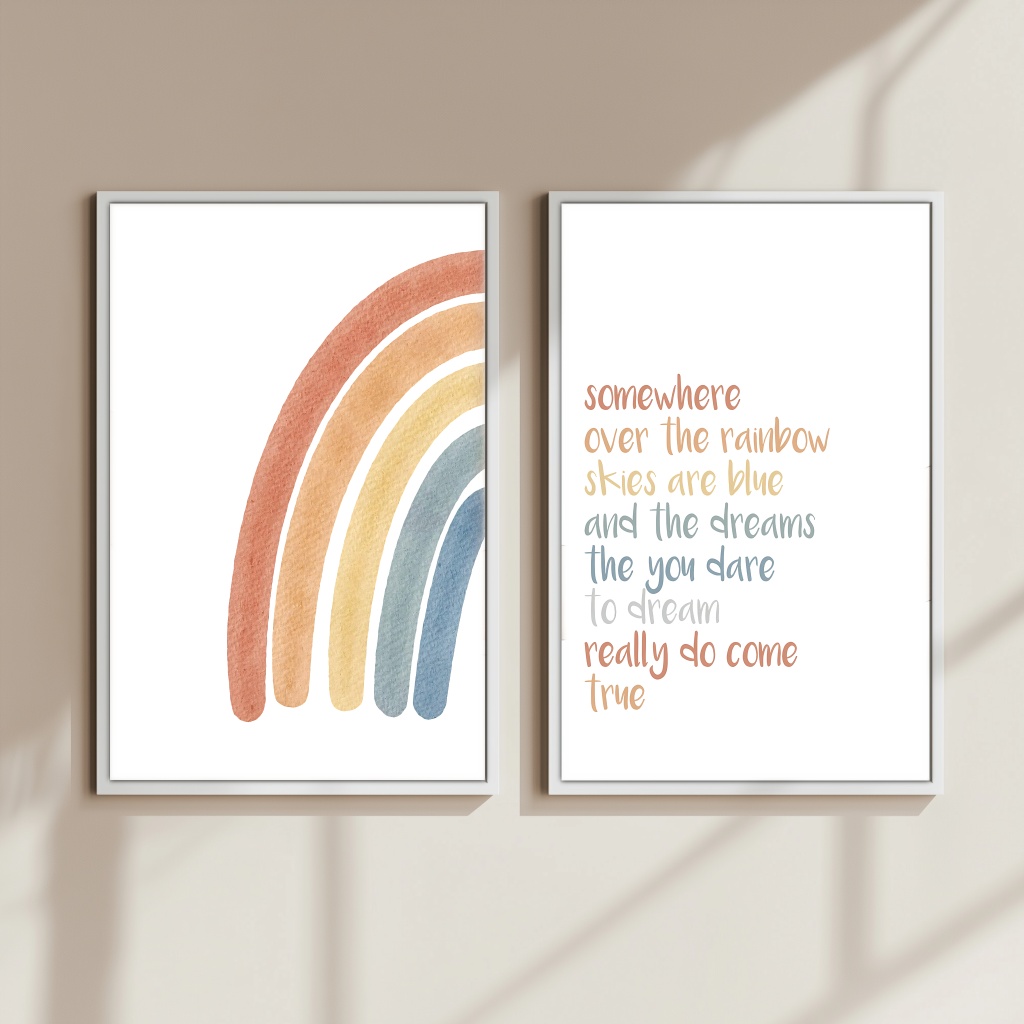 somewhere
over the rainbow
skies are blue
and the dreams
the you dare
to dream
really do come
true